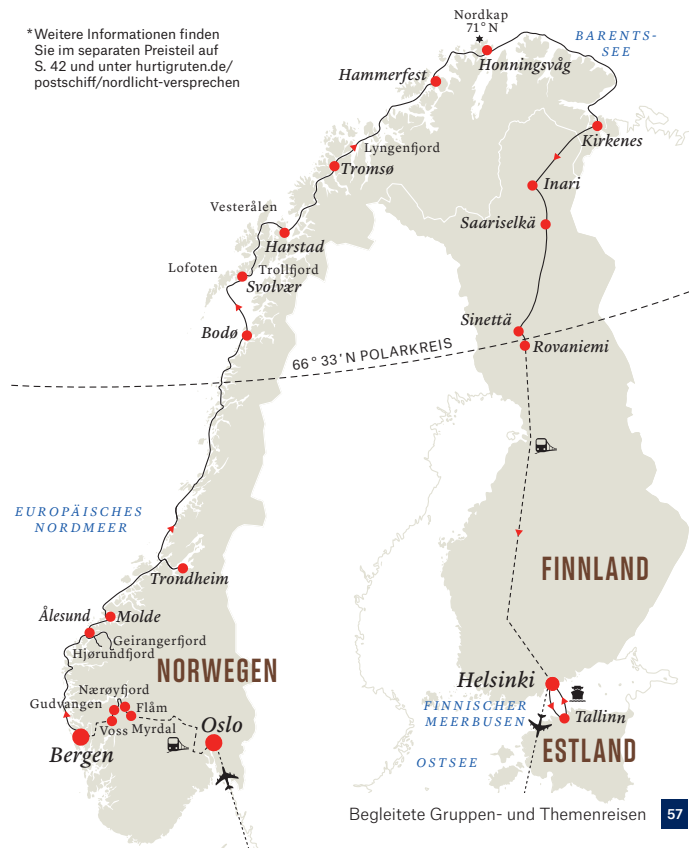 *Weitere Informationen finden
Sie im separaten Preisteil auf
S. 42 und unter hurtigruten.de/
postschiff/nordlicht-versprechen
Nordkap
71°N
BARENTS-
SEE
Honningsvåg
Hammerfest
Kirkenes
Lyngenfjord
Tromsø
Inari
Vesterålen
Saariselkä
Harstad
Lofoten
Trollfjord
Svolvær
Sinettä
Bodø
Rovaniemi
66°33'N POLARKREIS
EUROPÄISCHES
NORDMEER
Trondheim
FINNLAND
Ålesund
Molde
Geirangerfjord
Hjørundfjord
NORWEGEN
Helsinki
Nærøyfjord
Gudvangen
Flåm
FINNISCHER
MEERBUSEN
Tallinn
Voss
Myrdal
Oslo
Bergen
ESTLAND
OSTSEE
Begleitete Gruppen- und Themenreisen 57